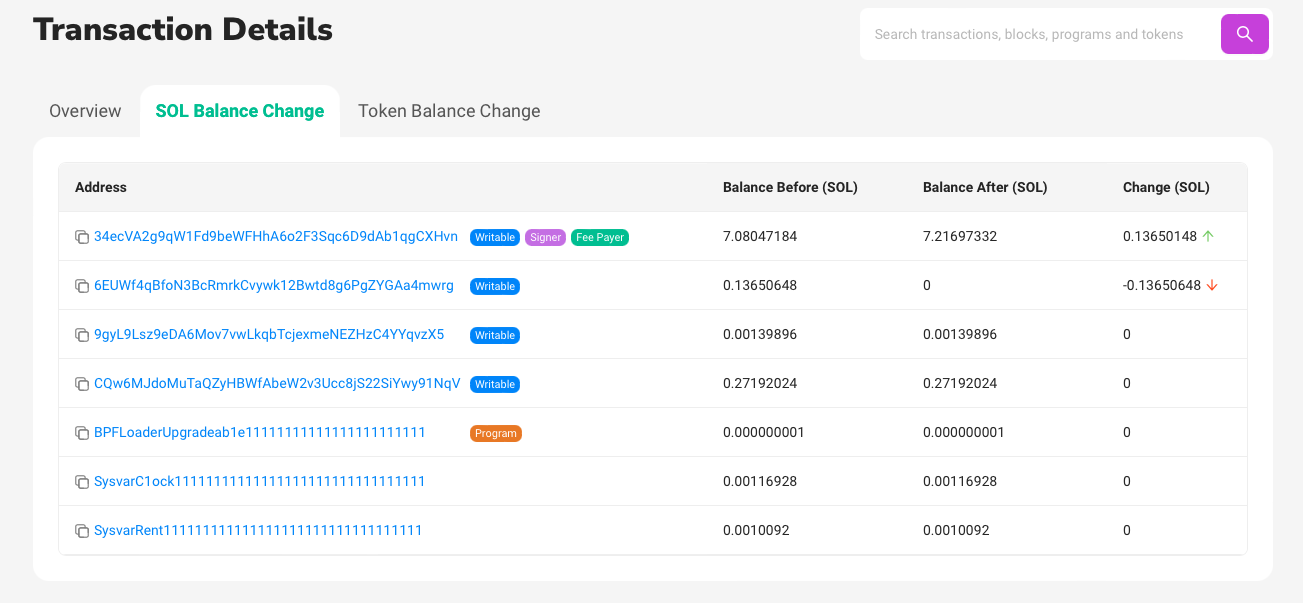 Transaction Details
Search transactions, blocks, programs and tokens
Overview SOL Balance Change Token Balance Change
Address Balance Before (SOL) Balance After (SOL) Change (SOL)
34ecVA2g9qW1Fd9beWFHhA6o2F3Sqc6D9dAb1qgCXHvn Writable Signer Fee Payer 7.08047184 7.21697332 0.13650148
6EUWf4qBfoN3BcRmrkCvywk12Bwtd8g6PgZYGAa4mwrg Writable 0.13650648 0 -0.13650648
9gyL9Lsz9eDA6Mov7vwLkqbTcjexmeNEZHzC4YYqvzX5 Writable 0.00139896 0.00139896 0
CQw6MJdoMuTaQZyHBWfAbeW2v3Ucc8jS22SiYwy91NqV Writable 0.27192024 0.27192024 0
BPFLoaderUpgradeab1e11111111111111111111111 Program 0.000000001 0.000000001 0
SysvarC1ock11111111111111111111111111111111 0.00116928 0.00116928 0
SysvarRent111111111111111111111111111111111 0.0010092 0.0010092 0